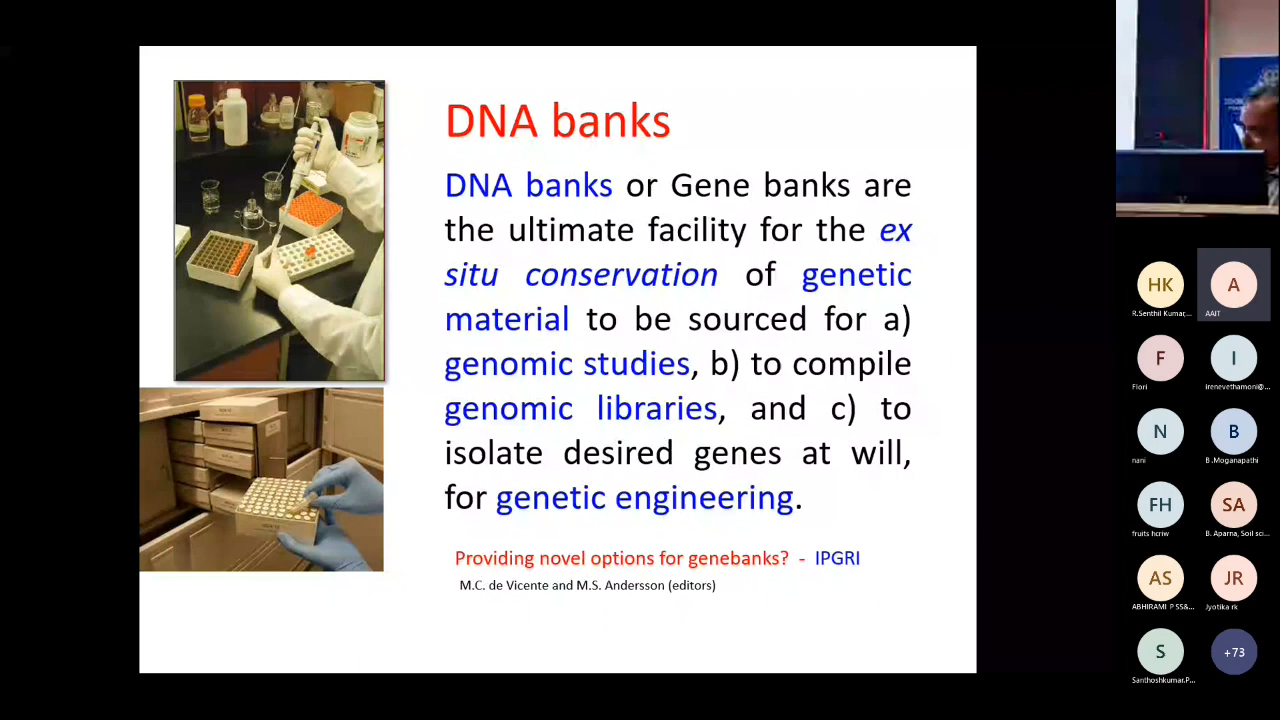 DNA banks
DNA banks or Gene banks are
the ultimate facility for the ex
situ conservation of genetic
material to be sourced for a)
genomic studies, b) to compile
genomic libraries, and c) to
isolate desired genes at will,
for genetic engineering.
Providing novel options for genebanks? - IPGRI
M.C. de Vicente and M.S. Andersson (editors)
HK
R.Senthil Kumar,...
A
AAIT
F
Flori
I
irenevethamoni@...
N
nani
B
B .Moganapathi
FH
fruits hcriw
SA
B. Aparna, Soil sci...
AS
ABHIRAMI P SS&...
JR
Jyotika rk
S
Santhoshkumar.P...
+73